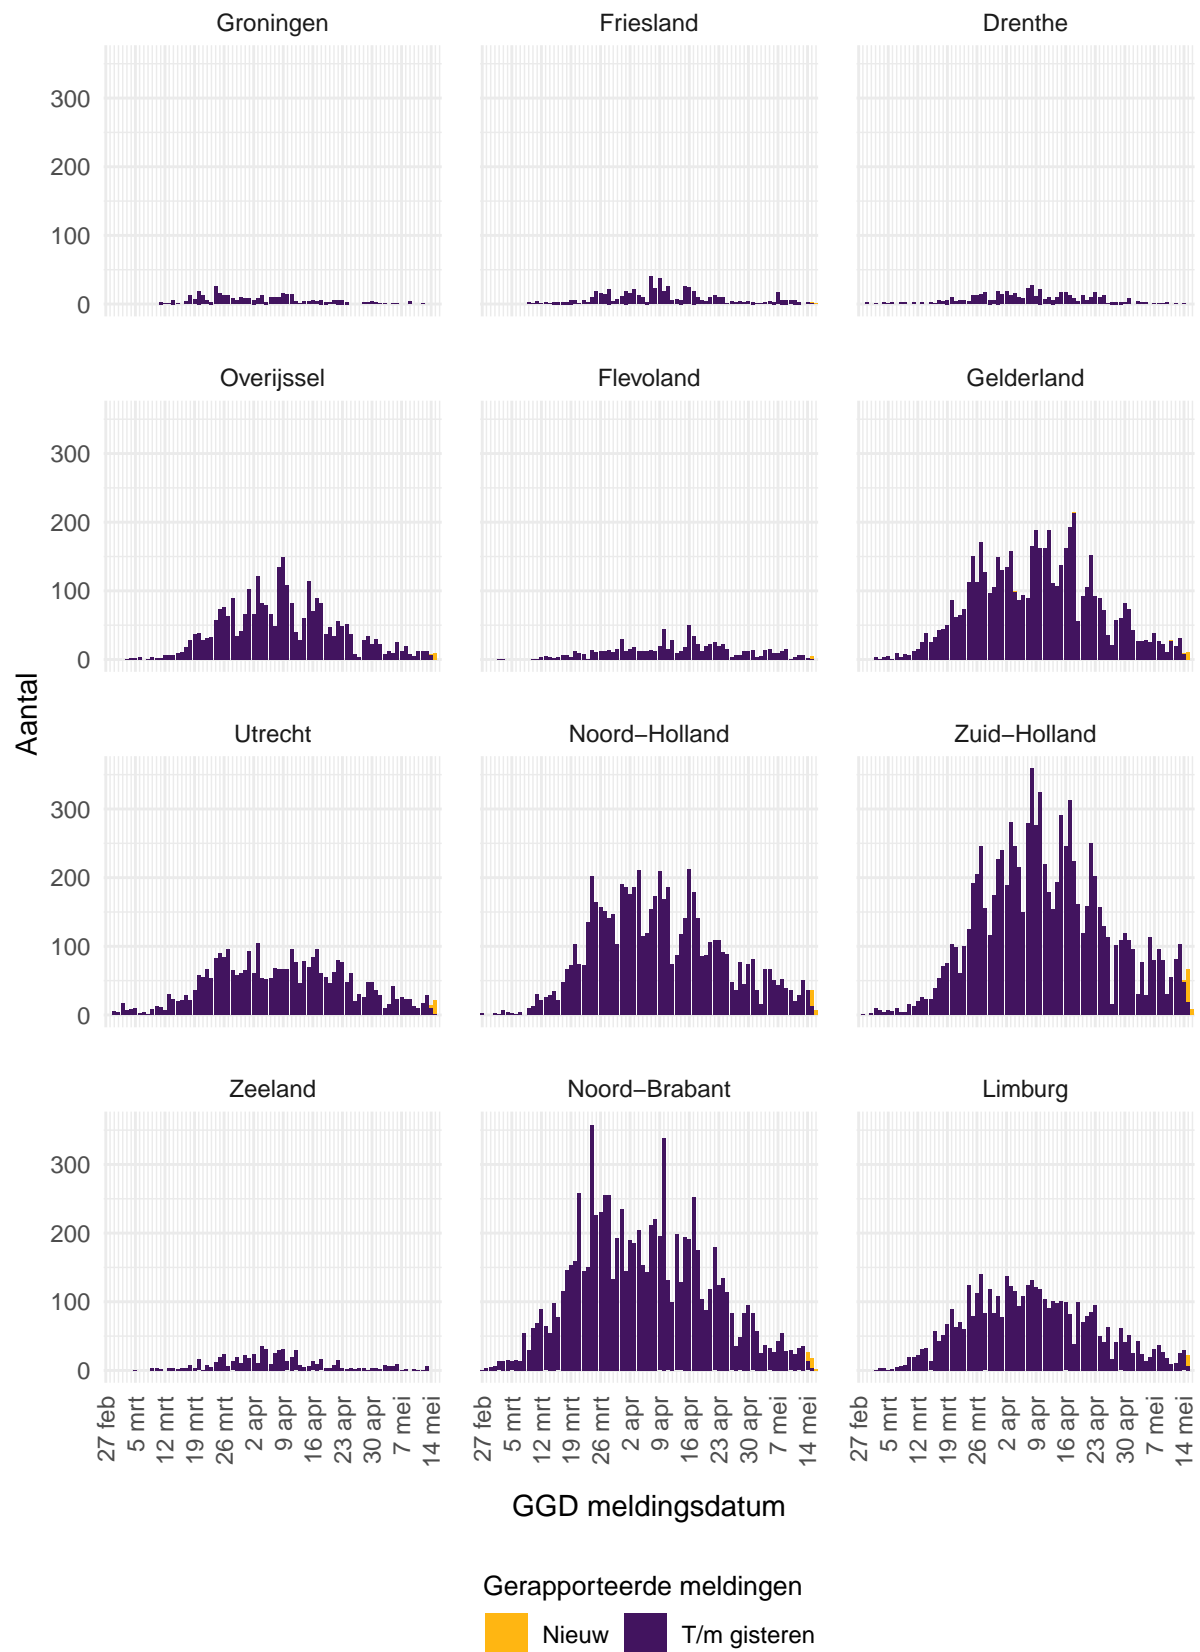 Groningen
Friesland
Drenthe
300
200
100
0
Overijssel
Flevoland
Gelderland
300
200
100
0
Aantal
Utrecht
Noord–Holland
Zuid–Holland
300
200
100
0
Zeeland
Noord–Brabant
Limburg
300
200
100
0
27 feb
5 mrt
12 mrt
19 mrt
26 mrt
2 apr
9 apr
16 apr
23 apr
30 apr
7 mei
14 mei
27 feb
5 mrt
12 mrt
19 mrt
26 mrt
2 apr
9 apr
16 apr
23 apr
30 apr
7 mei
14 mei
27 feb
5 mrt
12 mrt
19 mrt
26 mrt
2 apr
9 apr
16 apr
23 apr
30 apr
7 mei
14 mei
GGD meldingsdatum
Gerapporteerde meldingen
Nieuw
T/m gisteren